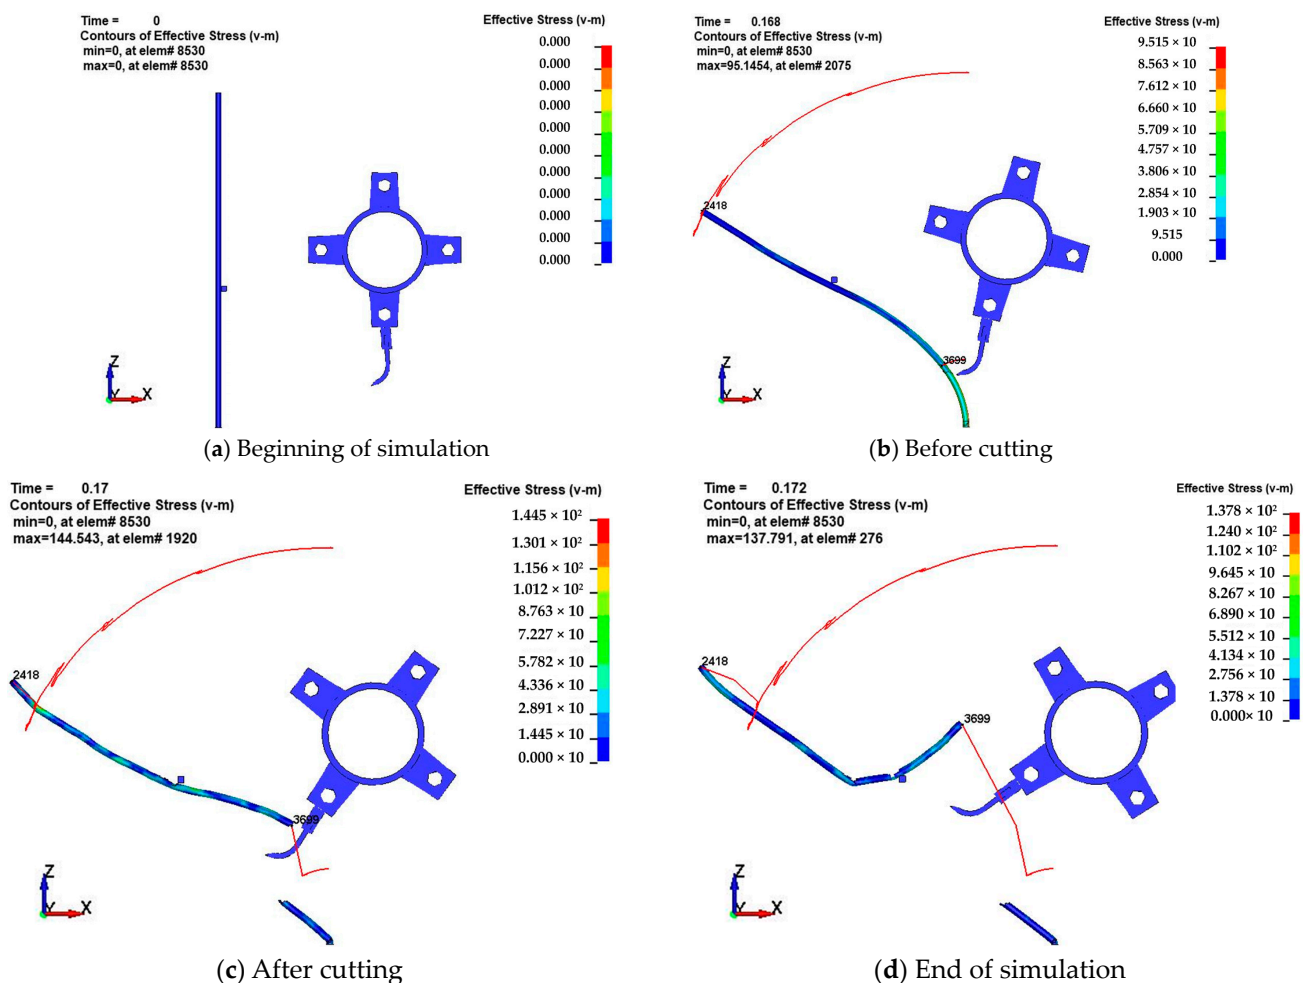 Time = 0
Contours of Effective Stress (v-m)
min=0, at elem# 8530
max=0, at elem# 8530
Effective Stress (v-m)
0.000
0.000
0.000
0.000
0.000
0.000
0.000
0.000
0.000
0.000
0.000
Z
Y
X
(a) Beginning of simulation
Time = 0.168
Contours of Effective Stress (v-m)
min=0, at elem# 8530
max=95.1454, at elem# 2075
Effective Stress (v-m)
9.515 × 10
8.563 × 10
7.612 × 10
6.660 × 10
5.709 × 10
4.757 × 10
3.806 × 10
2.854 × 10
1.903 × 10
9.515
0.000
2418
3699
Z
Y
X
(b) Before cutting
Time = 0.17
Contours of Effective Stress (v-m)
min=0, at elem# 8530
max=144.543, at elem# 1920
Effective Stress (v-m)
1.445 × 10²
1.301 × 10²
1.156 × 10²
1.012 × 10²
8.763 × 10
7.227 × 10
5.782 × 10
4.336 × 10
2.891 × 10
1.445 × 10
0.000 × 10
2418
3699
Z
Y
X
(c) After cutting
Time = 0.172
Contours of Effective Stress (v-m)
min=0, at elem# 8530
max=137.791, at elem# 276
Effective Stress (v-m)
1.378 × 10²
1.240 × 10²
1.102 × 10²
9.645 × 10
8.267 × 10
6.890 × 10
5.512 × 10
4.134 × 10
2.756 × 10
1.378 × 10
0.000× 10
2418
3699
Z
Y
X
(d) End of simulation